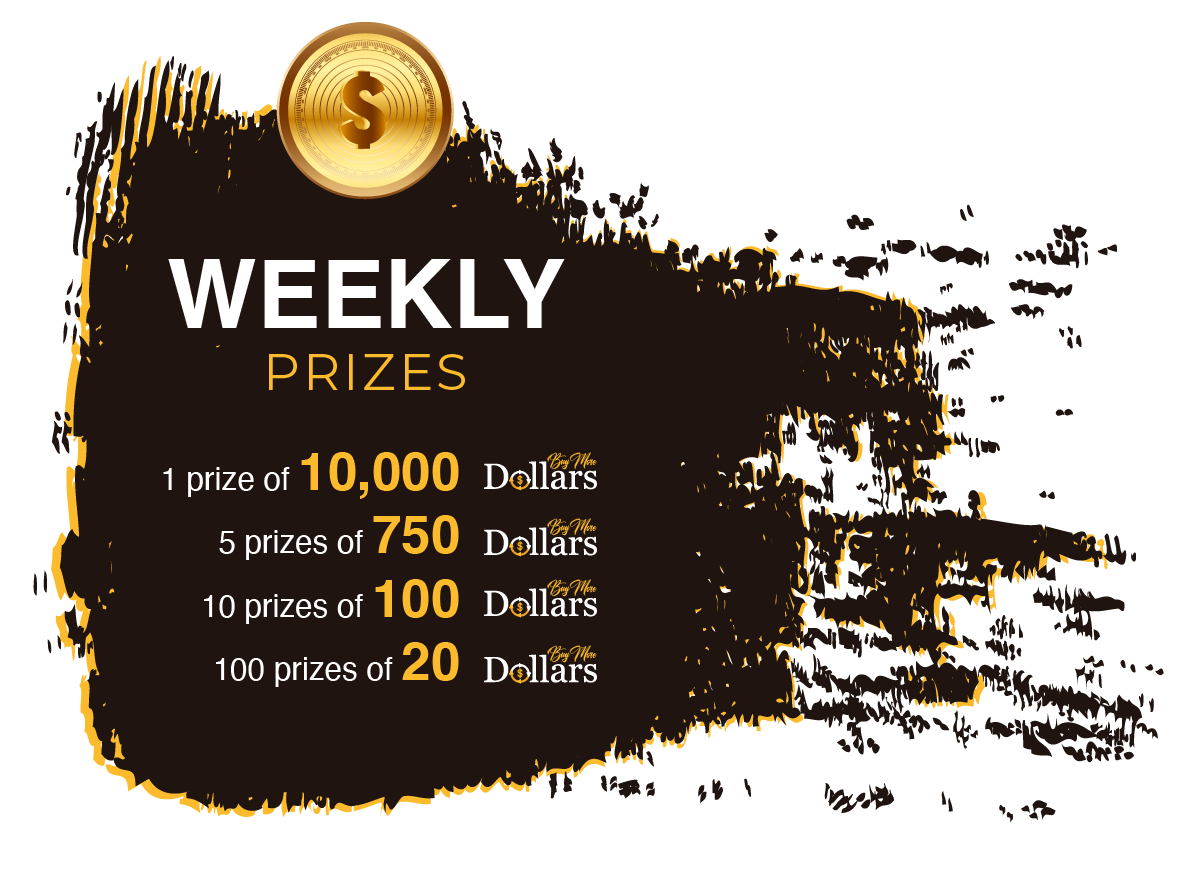 $
WEEKLY
PRIZES
1 prize of 10,000 Buy More Dollars
5 prizes of 750 Buy More Dollars
10 prizes of 100 Buy More Dollars
100 prizes of 20 Buy More Dollars